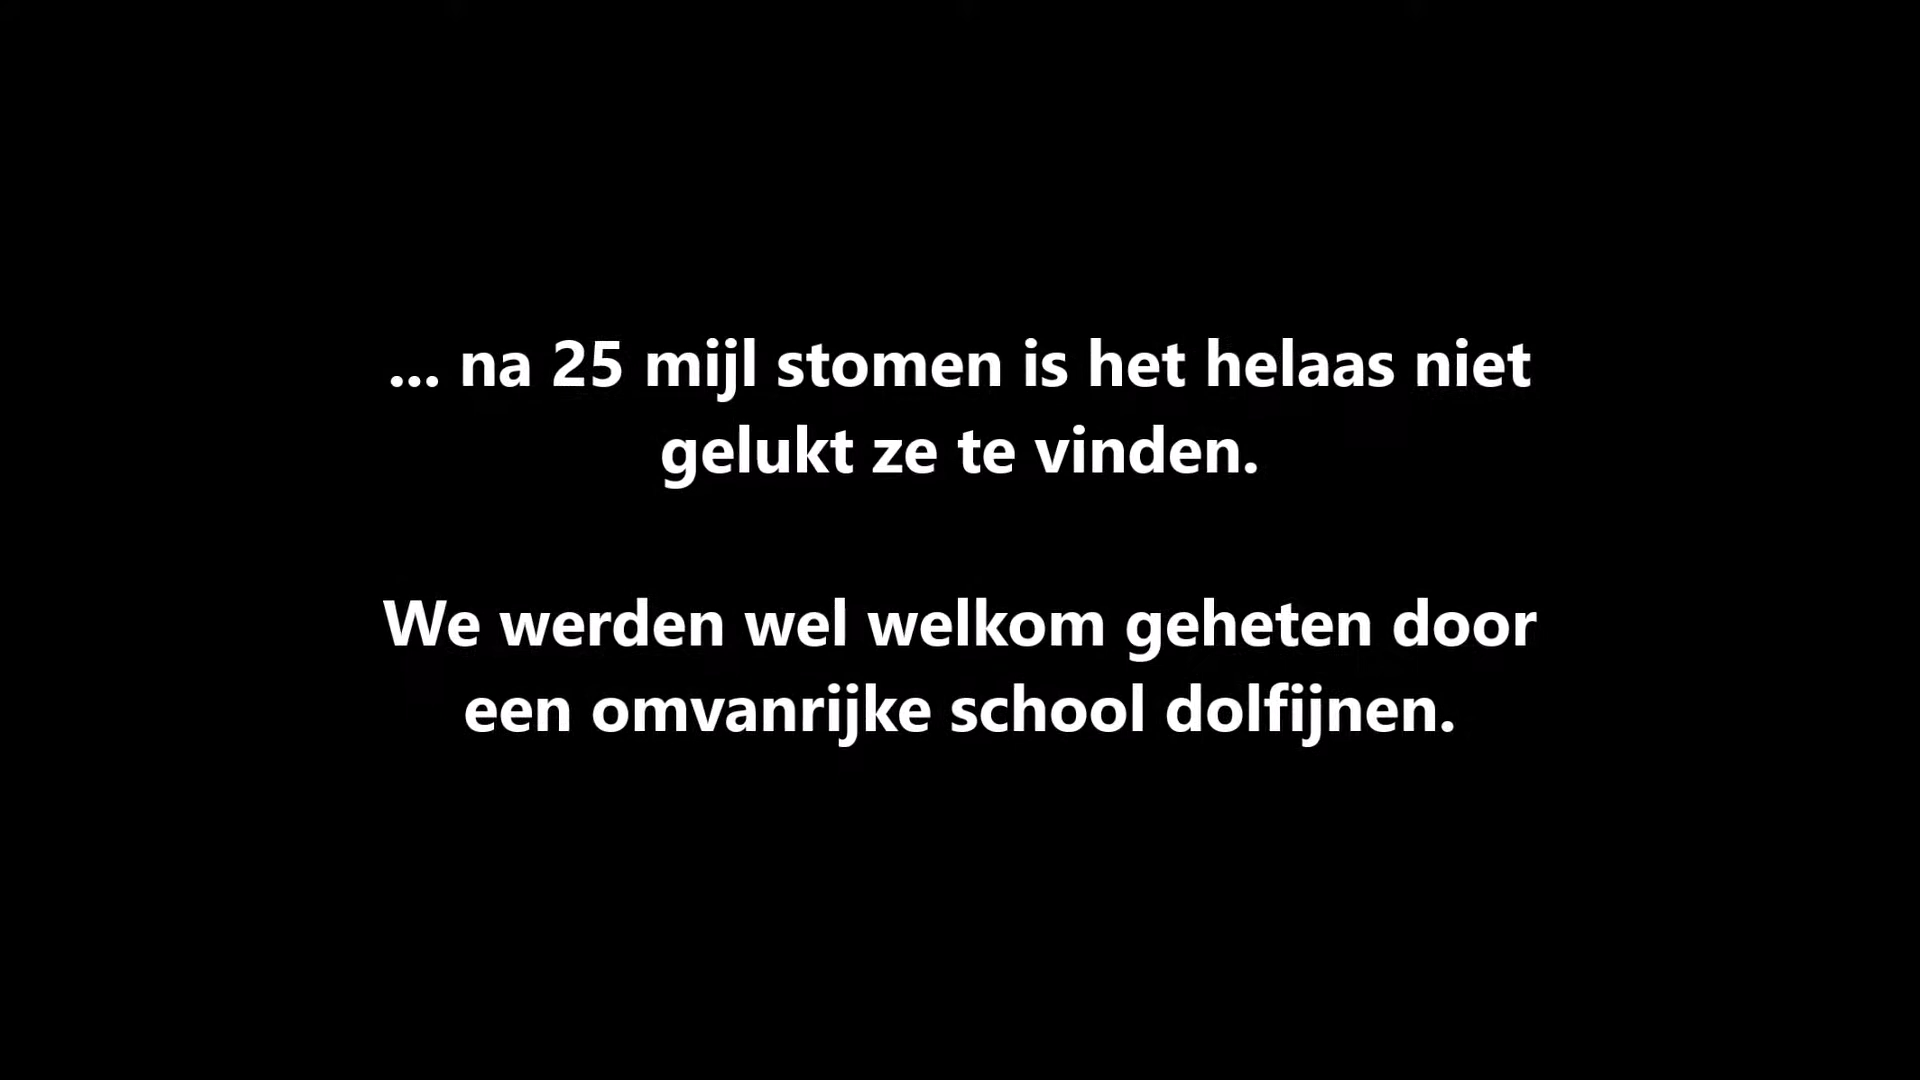 ... na 25 mijl stomen is het helaas niet
gelukt ze te vinden.
We werden wel welkom geheten door
een omvanrijke school dolfijnen.